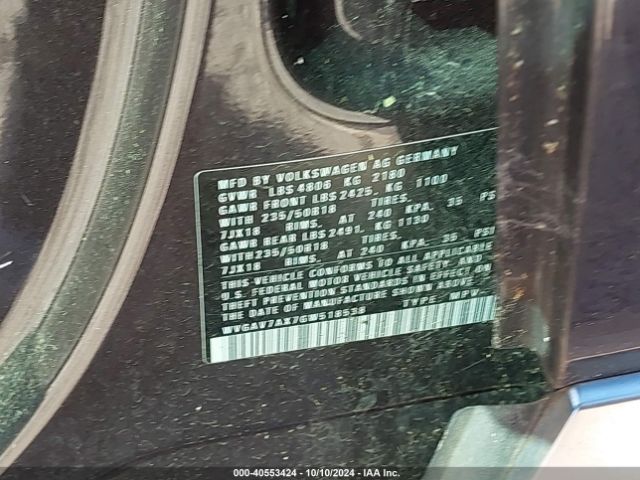 MFD BY VOLKSWAGEN AG GERMANY
GVWR LBS 4806 KG 2180
GAWR FRONT LBS 2425. KG 1100
WITH 235/50R18 TIRES. 35 PSI
7JX18 RIMS. AT 240 KPA.
GAWR REAR LBS 2491. KG 1130
WITH 235/50R18 TIRES. 35 PSI
7JX18 RIMS. AT 240 KPA.
THIS VEHICLE CONFORMS TO ALL APPLICABLE
U.S. FEDERAL MOTOR VEHICLE SAFETY AND
THEFT PREVENTION STANDARDS IN EFFECT ON
THE DATE OF MANUFACTURE SHOWN ABOVE.
WVGAV7AX7GW518538 TYPE MPV
000-40553424 - 10/10/2024 - IAA Inc.